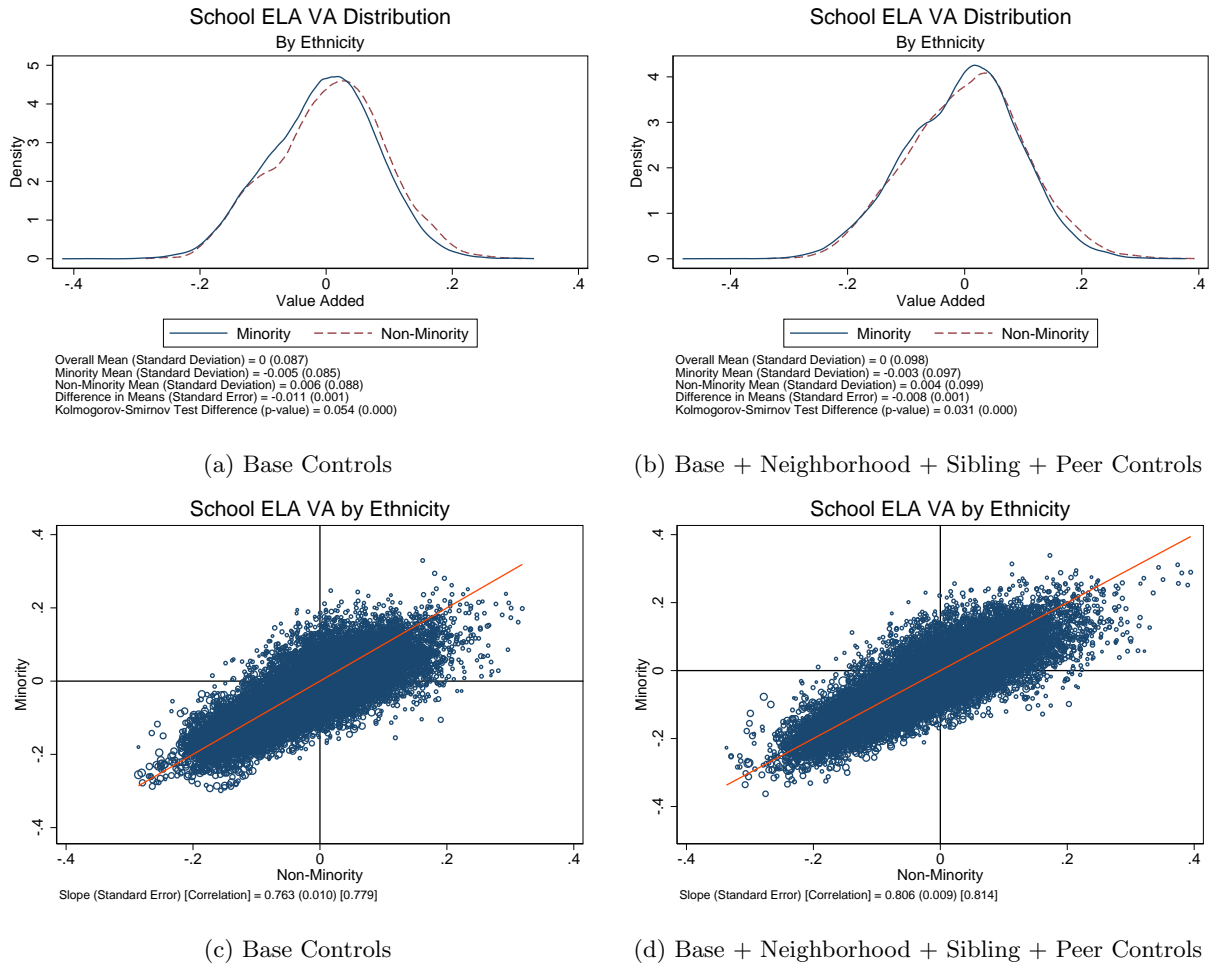 School ELA VA Distribution
By Ethnicity
Density
0 1 2 3 4 5
-.4 -.2 0 .2 .4
Value Added
Minority Non-Minority
Overall Mean (Standard Deviation) = 0 (0.087)
Minority Mean (Standard Deviation) = -0.005 (0.085)
Non-Minority Mean (Standard Deviation) = 0.006 (0.088)
Difference in Means (Standard Error) = -0.011 (0.001)
Kolmogorov-Smirnov Test Difference (p-value) = 0.054 (0.000)
(a) Base Controls
School ELA VA Distribution
By Ethnicity
Density
0 1 2 3 4
-.4 -.2 0 .2 .4
Value Added
Minority Non-Minority
Overall Mean (Standard Deviation) = 0 (0.098)
Minority Mean (Standard Deviation) = -0.003 (0.097)
Non-Minority Mean (Standard Deviation) = 0.004 (0.099)
Difference in Means (Standard Error) = -0.008 (0.001)
Kolmogorov-Smirnov Test Difference (p-value) = 0.031 (0.000)
(b) Base + Neighborhood + Sibling + Peer Controls
School ELA VA by Ethnicity
Minority
-.4 -.2 0 .2 .4
-.4 -.2 0 .2 .4
Non-Minority
Slope (Standard Error) [Correlation] = 0.763 (0.010) [0.779]
(c) Base Controls
School ELA VA by Ethnicity
Minority
-.4 -.2 0 .2 .4
-.4 -.2 0 .2 .4
Non-Minority
Slope (Standard Error) [Correlation] = 0.806 (0.009) [0.814]
(d) Base + Neighborhood + Sibling + Peer Controls